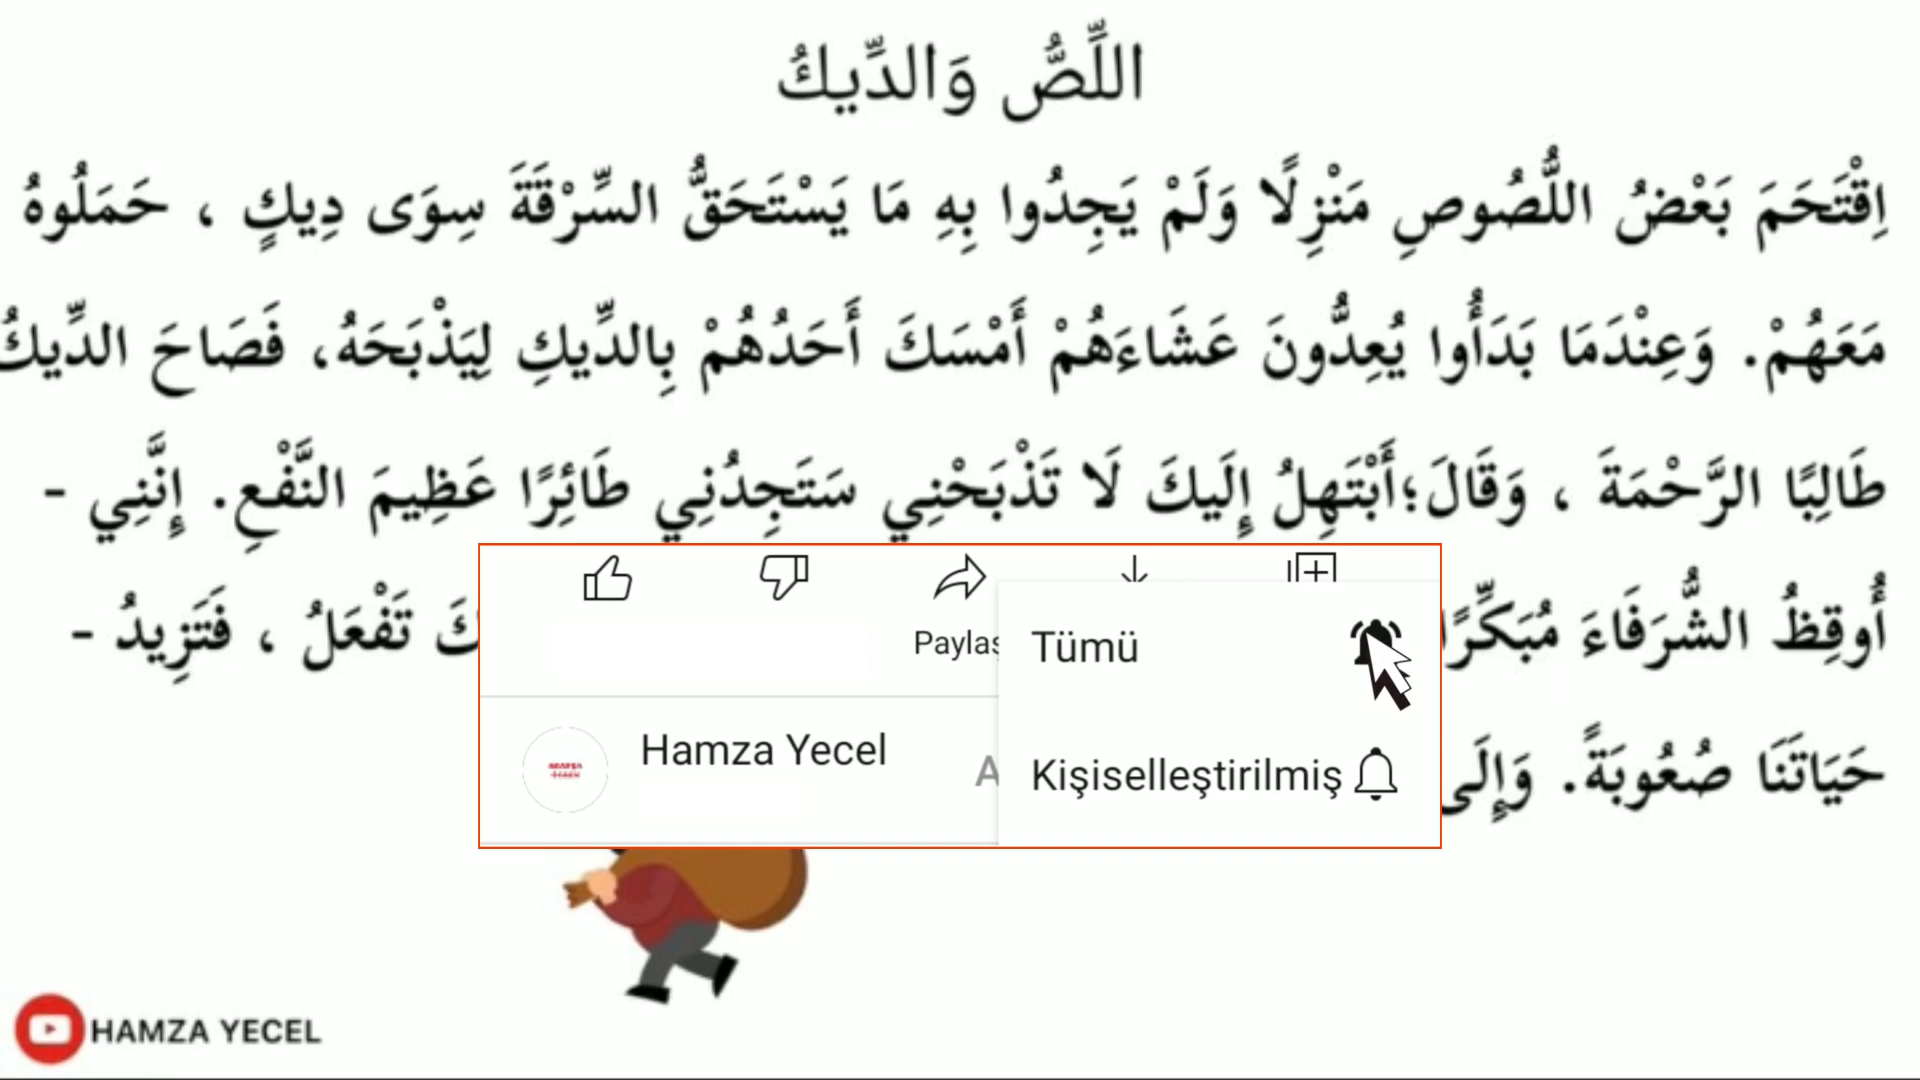 اللِّصُّ وَالدِّيكُ
اِقْتَحَمَ بَعْضُ اللُّصُوصِ مَنْزِلًا وَلَمْ يَجِدُوا بِهِ مَا يَسْتَحَقُّ السِّرْقَةَ سِوَى دِيكٍ ، حَمَلُوهُ
مَعَهُمْ. وَعِنْدَمَا بَدَأُوا يُعِدُّونَ عَشَاءَهُمْ أَمْسَكَ أَحَدُهُمْ بِالدِّيكِ لِيَذْبَحَهُ، فَصَاحَ الدِّيكُ
طَالِبًا الرَّحْمَةَ ، وَقَالَ؛أَبْتَهِلُ إِلَيكَ لَا تَذْبَحْنِي سَتَجِدُنِي طَائِرًا عَظِيمَ النَّفْعِ. إِنَّنِي -
أُوقِظُ الشُّرَفَاءَ مُبَكِّرًا تَفْعَلُ ، فَتَزِيدُ -
حَيَاتَنَا صُعُوبَةً. وَإِلَى
Tümü
Hamza Yecel
Kişiselleştirilmiş
HAMZA YECEL